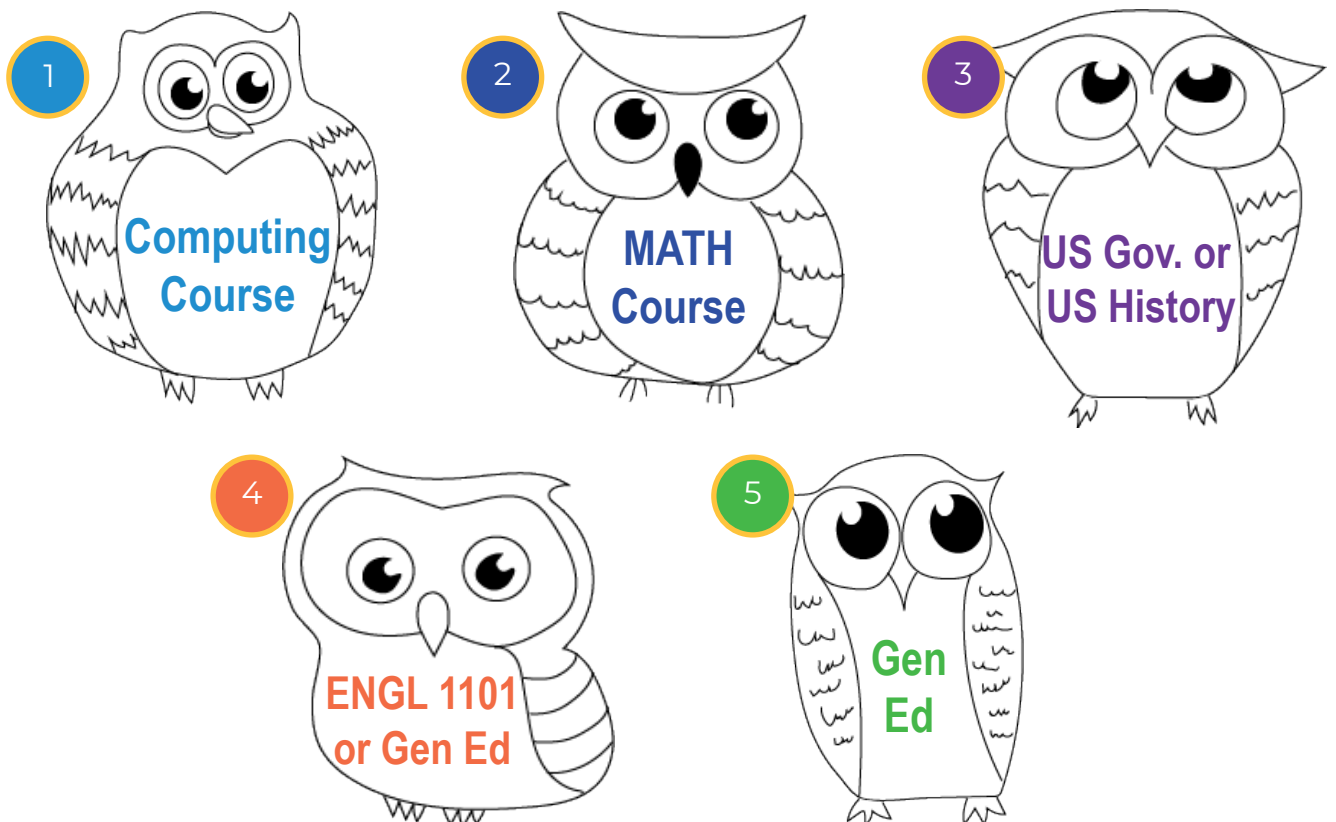 1
Computing
Course
2
MATH
Course
3
US Gov. or
US History
4
ENGL 1101
or Gen Ed
5
Gen
Ed